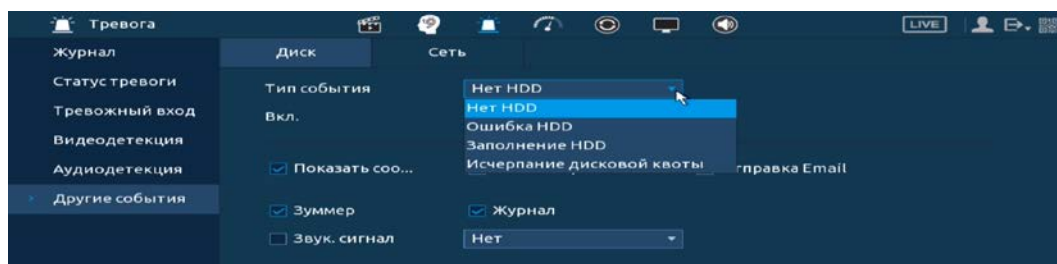 Тревога LIVE
Журнал Диск Сеть
Статус тревоги Тип события Нет HDD
Тревожный вход Вкл. Нет HDD
Ошибка HDD
Видеодетекция Заполнение HDD
Аудиодетекция Показать соо... Исчерпание дисковой квоты правка Email
Другие события Зуммер Журнал
Звук. сигнал Нет